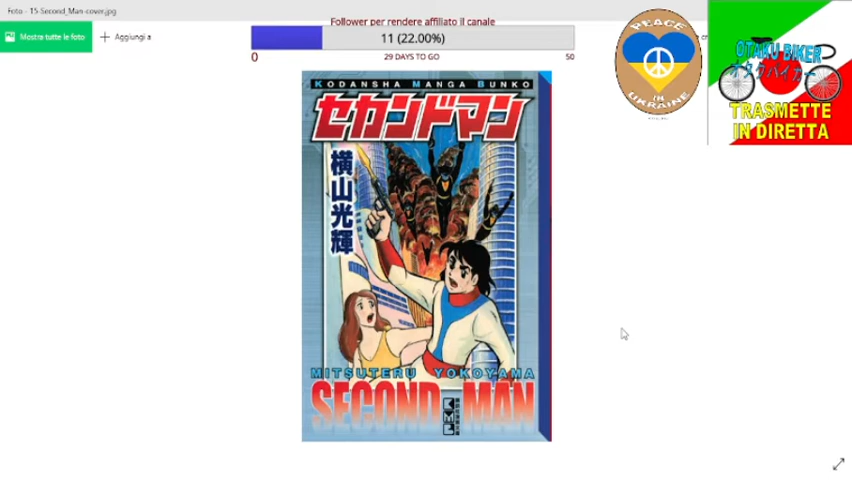 Foto - 15-Second_Man-cover.jpg
Mostra tutte le foto
Aggiungi a
Follower per rendere affiliato il canale
11 (22.00%)
0
29 DAYS TO GO
50
PEACE
IN
UKRAINE
OTAKU BIKER
オタクバイカー
TRASMETTE
IN DIRETTA
KODANSHA MANGA BUNKO
セカンドマン
横山光輝
MITSUTERU YOKOYAMA
SECOND MAN